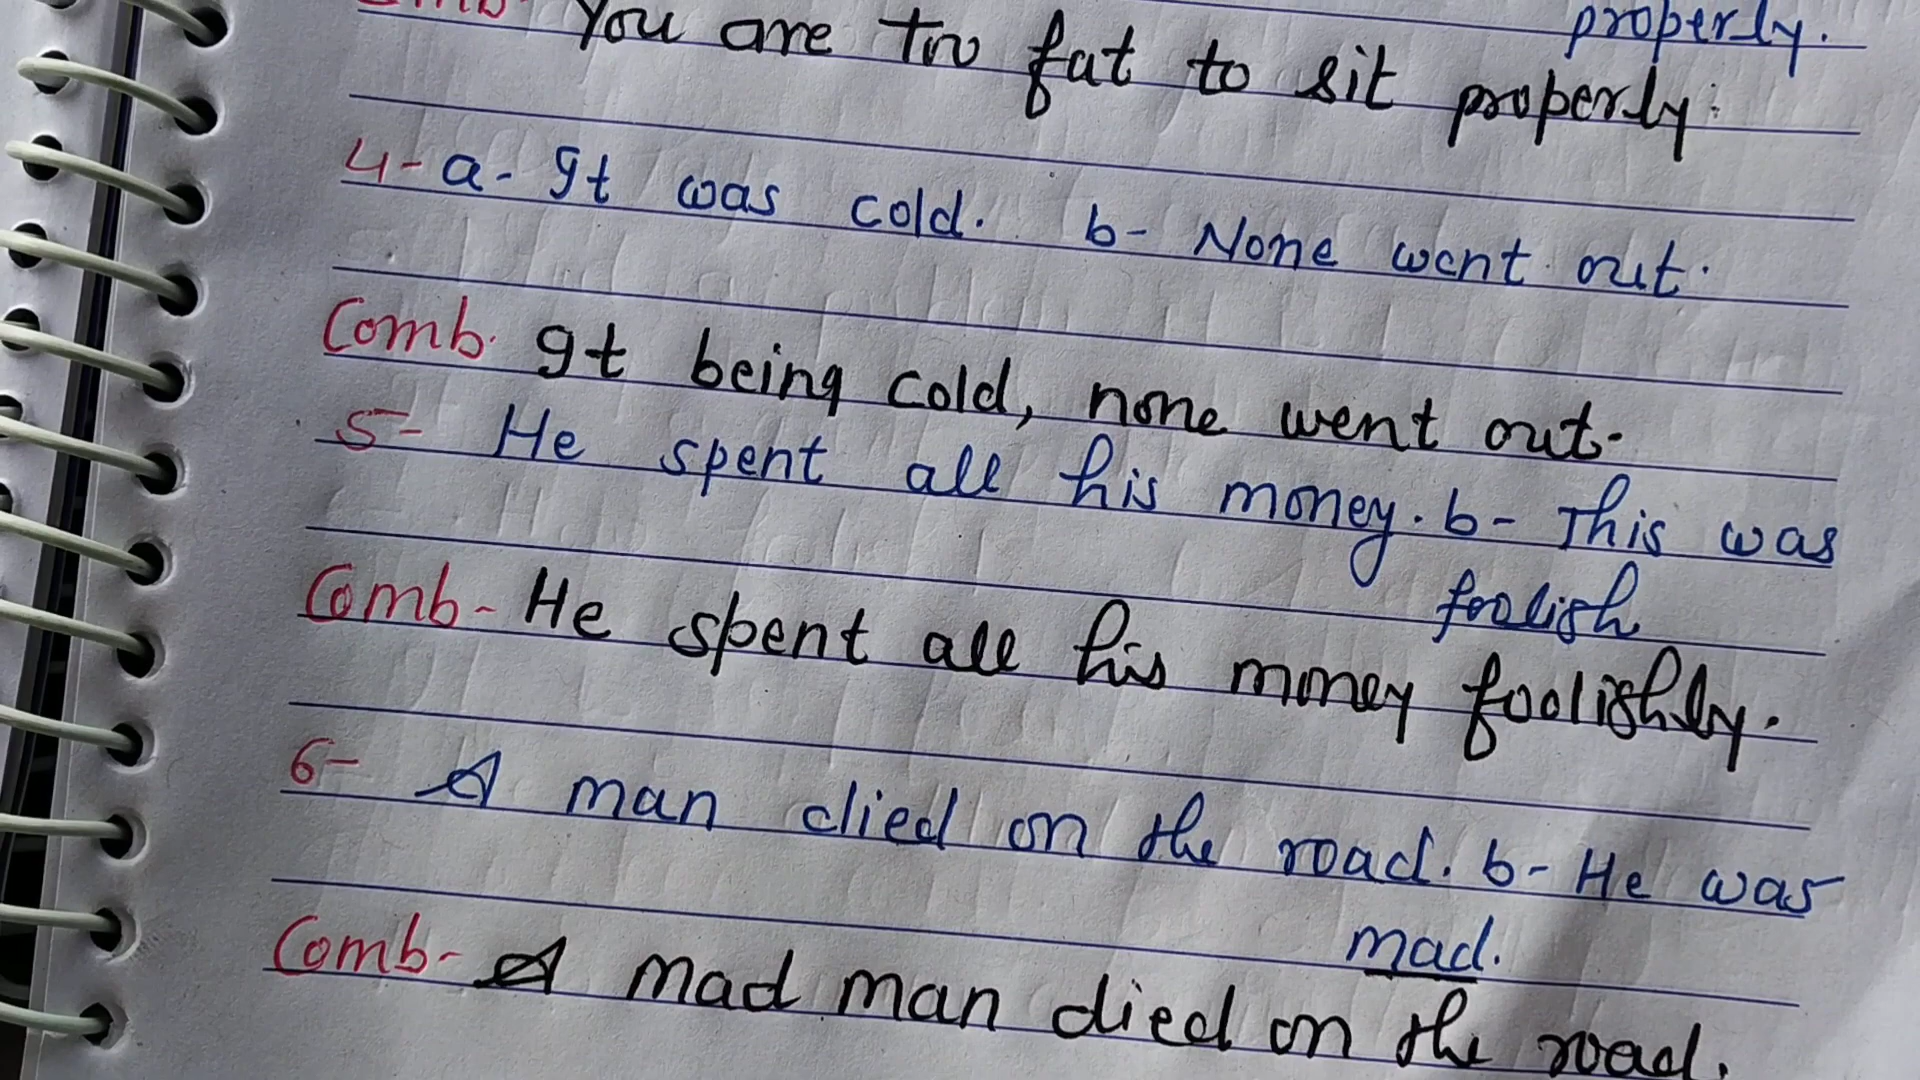 properly.
Comb. You are too fat to sit properly.
4- a- It was cold. b- None went out.
Comb. It being cold, none went out.
5- He spent all his money. b- This was
foolish
Comb- He spent all his money foolishly.
6- A man died on the road. b- He was
mad.
Comb- A mad man died on the road.